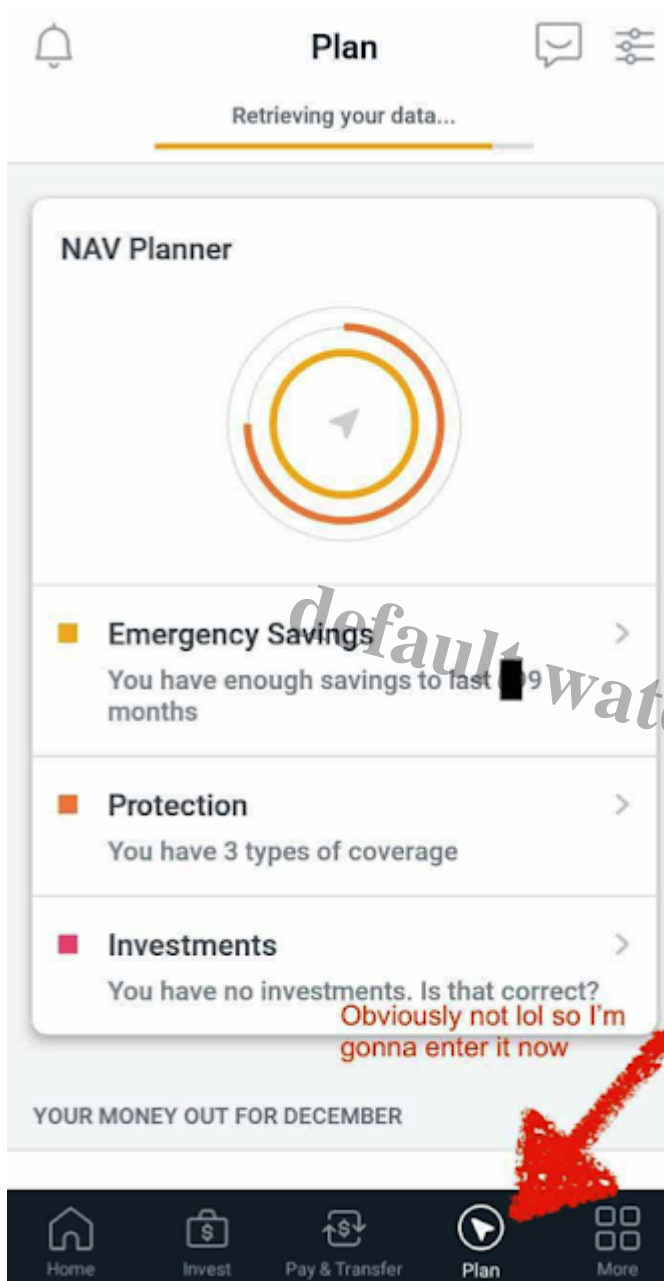 Plan
Retrieving your data...
NAV Planner
Emergency Savings
You have enough savings to last 9
months
Protection
You have 3 types of coverage
Investments
You have no investments. Is that correct?
Obviously not lol so I'm
gonna enter it now
YOUR MONEY OUT FOR DECEMBER
Home
Invest
Pay & Transfer
Plan
More
default